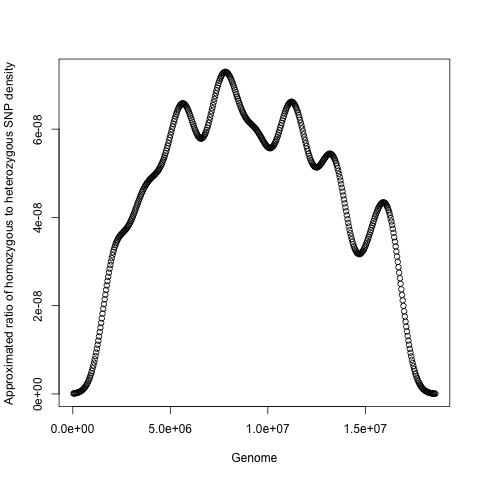 Approximated ratio of homozygous to heterozygous SNP density
6e-08
4e-08
2e-08
0e+00
0.0e+00 5.0e+06 1.0e+07 1.5e+07
Genome